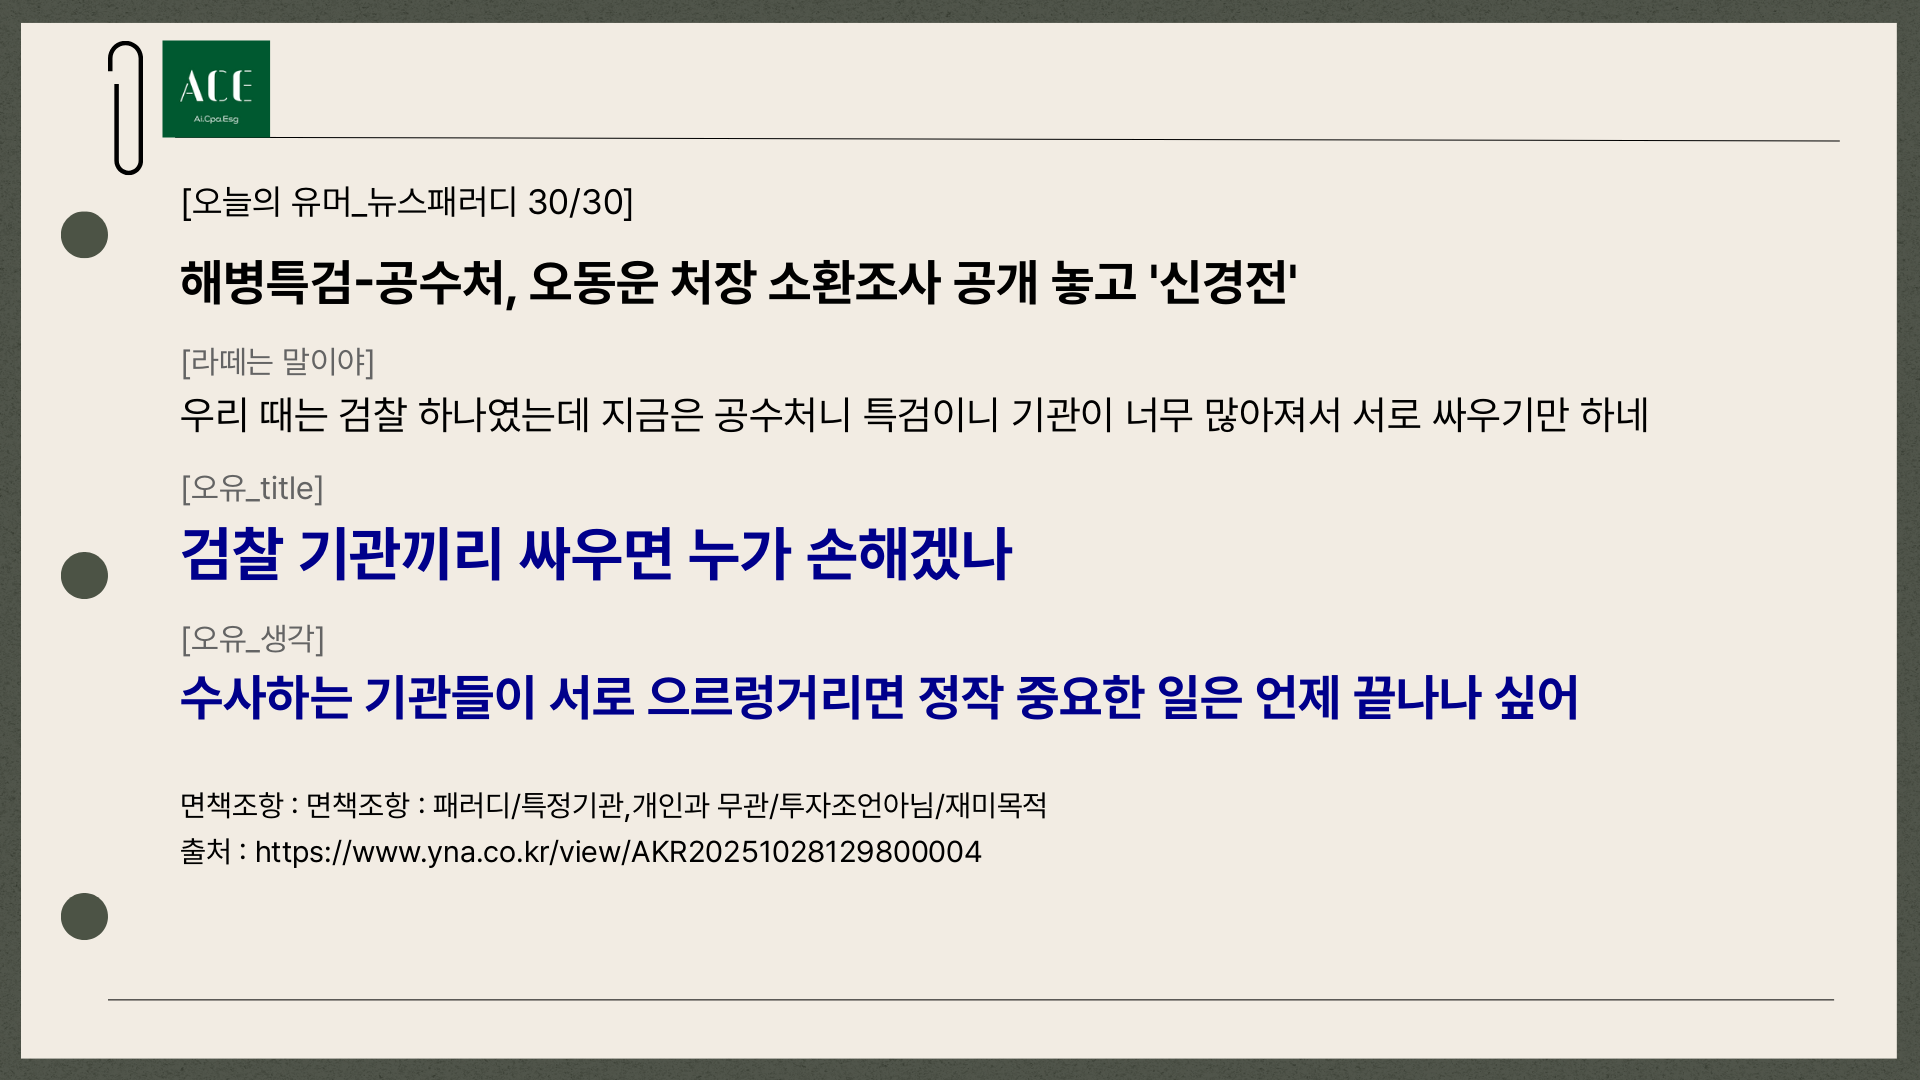 ACE
Ai.Cpa.Esg
[오늘의 유머_뉴스패러디 30/30]
해병특검-공수처, 오동운 처장 소환조사 공개 놓고 '신경전'
[라떼는 말이야]
우리 때는 검찰 하나였는데 지금은 공수처니 특검이니 기관이 너무 많아져서 서로 싸우기만 하네
[오유_title]
검찰 기관끼리 싸우면 누가 손해겠나
[오유_생각]
수사하는 기관들이 서로 으르렁거리면 정작 중요한 일은 언제 끝나나 싶어
면책조항 : 면책조항 : 패러디/특정기관,개인과 무관/투자조언아님/재미목적
출처 : https://www.yna.co.kr/view/AKR20251028129800004